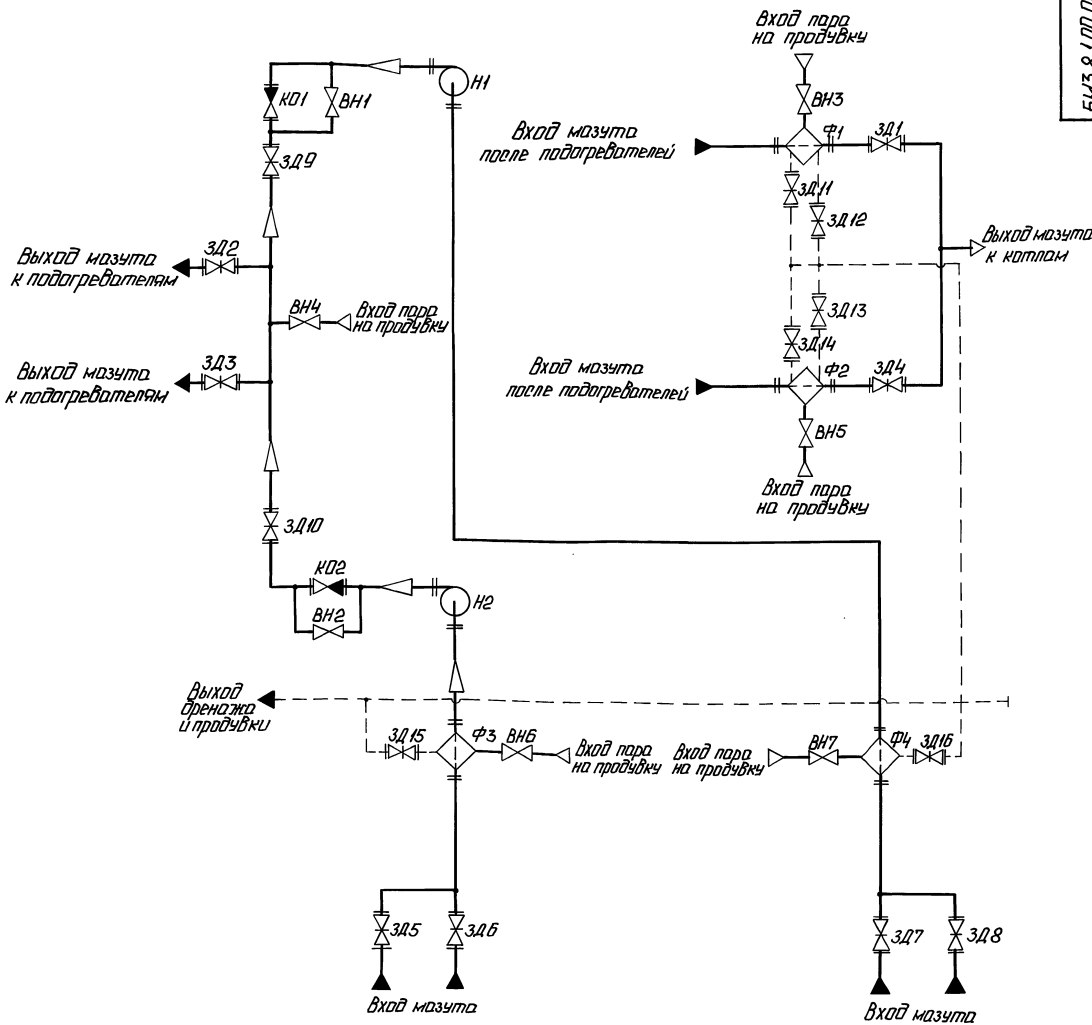 Вход пара
на продувку
Н1
КО1
ВН1
ВН3
Вход мазута
после подогревателей
Ф1
ЗД1
ЗД9
ЗД11
ЗД12
Выход мазута
к подогревателям
ЗД2
Выход мазута
к котлам
ВН4
Вход пара
на продувку
ЗД13
ЗД14
Выход мазута
к подогревателям
ЗД3
Вход мазута
после подогревателей
Ф2
ЗД4
ВН5
Вход пара
на продувку
ЗД10
КО2
Н2
ВН2
Выход
дренажа
и продувки
ЗД15
Ф3
ВН6
Вход пара
на продувку
Вход пара
на продувку
ВН7
Ф4
ЗД16
ЗД5
ЗД6
ЗД7
ЗД8
Вход мазута
Вход мазута